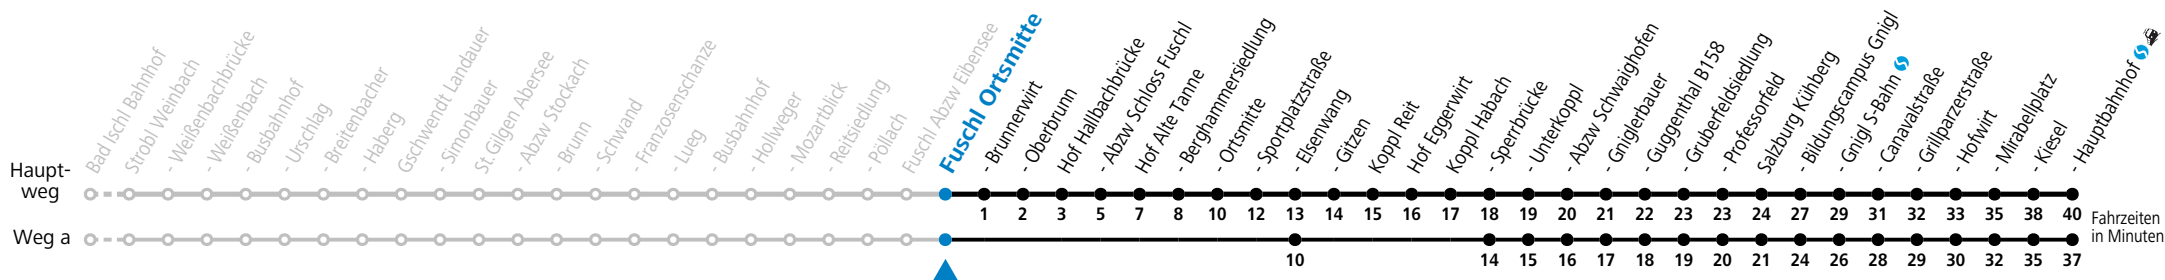 Bad Ischl Bahnhof
Strobl Weinbach
- Weißenbachbrücke
- Weißenbach
- Busbahnhof
- Urschlag
- Breitenbacher
- Haberg
Gschwendt Landauer
- Simonbauer
St.Gilgen Abersee
- Abzw Stockach
- Brunn
- Schwand
- Franzosenschanze
- Lueg
- Busbahnhof
- Hollweger
- Mozartblick
- Reitsiedlung
- Pöllach
Fuschl Abzw Eibensee
Fuschl Ortsmitte
- Brunnenwirt
- Oberbrunn
Hof Hallbachbrücke
- Abzw Schloss Fuschl
Hof Alte Tanne
- Berghammersiedlung
- Ortsmitte
- Sportplatzstraße
- Elsenwang
- Gitzen
Koppl Reit
Hof Eggerwirt
Koppl Habach
- Sperrbrücke
- Unterkoppl
- Abzw Schwaighofen
- Gniglerbauer
- Guggenthal B158
- Gruberfeldsiedlung
- Professorfeld
Salzburg Kühberg
- Bildungscampus Gnigl
- Gnigl S-Bahn
- Canavalstraße
- Grillparzerstraße
- Hofwirt
- Mirabellplatz
- Kiesel
- Hauptbahnhof
Haupt-
weg
1 2 3 5 7 8 10 12 13 14 15 16 17 18 19 20 21 22 23 23 24 27 29 31 32 33 35 38 40
Weg a
10 14 15 16 17 18 19 20 21 24 26 28 29 30 32 35 37
Fahrzeiten
in Minuten